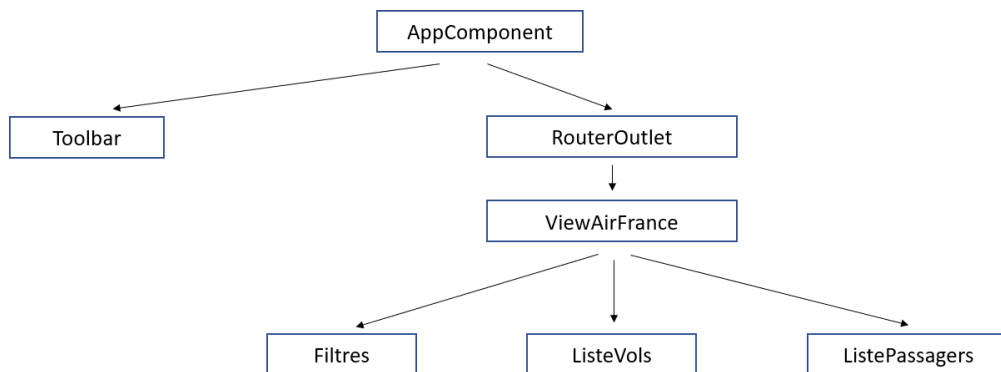 AppComponent
Toolbar
RouterOutlet
ViewAirFrance
Filtres
ListeVols
ListePassagers